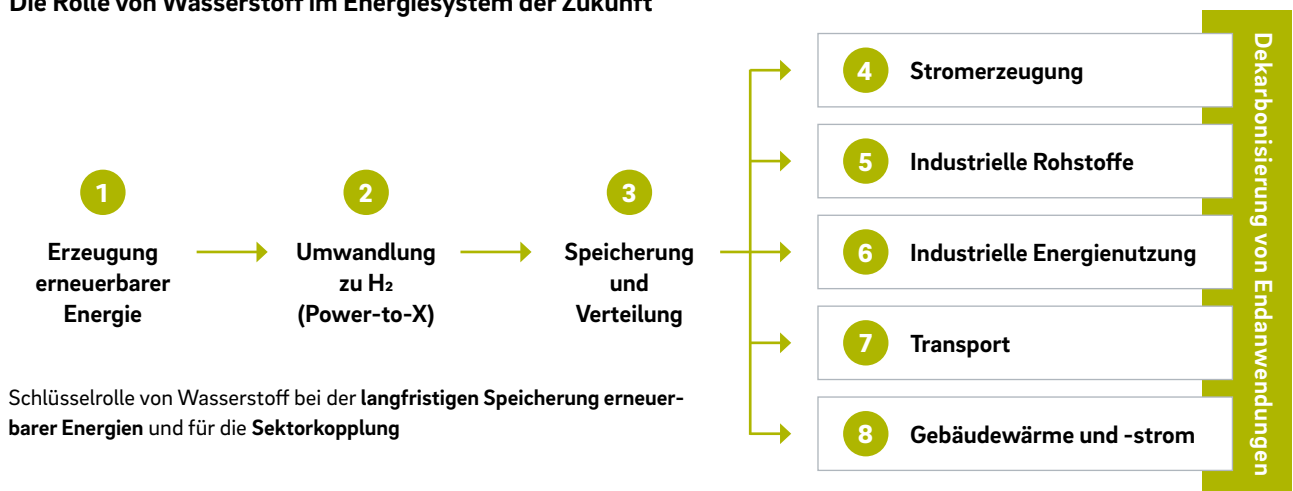 Die Rolle von Wasserstoff im Energiesystem der Zukunft
1
Erzeugung
erneuerbarer
Energie
2
Umwandlung
zu H₂
(Power-to-X)
3
Speicherung
und
Verteilung
4 Stromerzeugung
5 Industrielle Rohstoffe
6 Industrielle Energienutzung
7 Transport
8 Gebäudewärme und -strom
Dekarbonisierung von Endanwendungen
Schlüsselrolle von Wasserstoff bei der langfristigen Speicherung erneuer-
barer Energien und für die Sektorkopplung